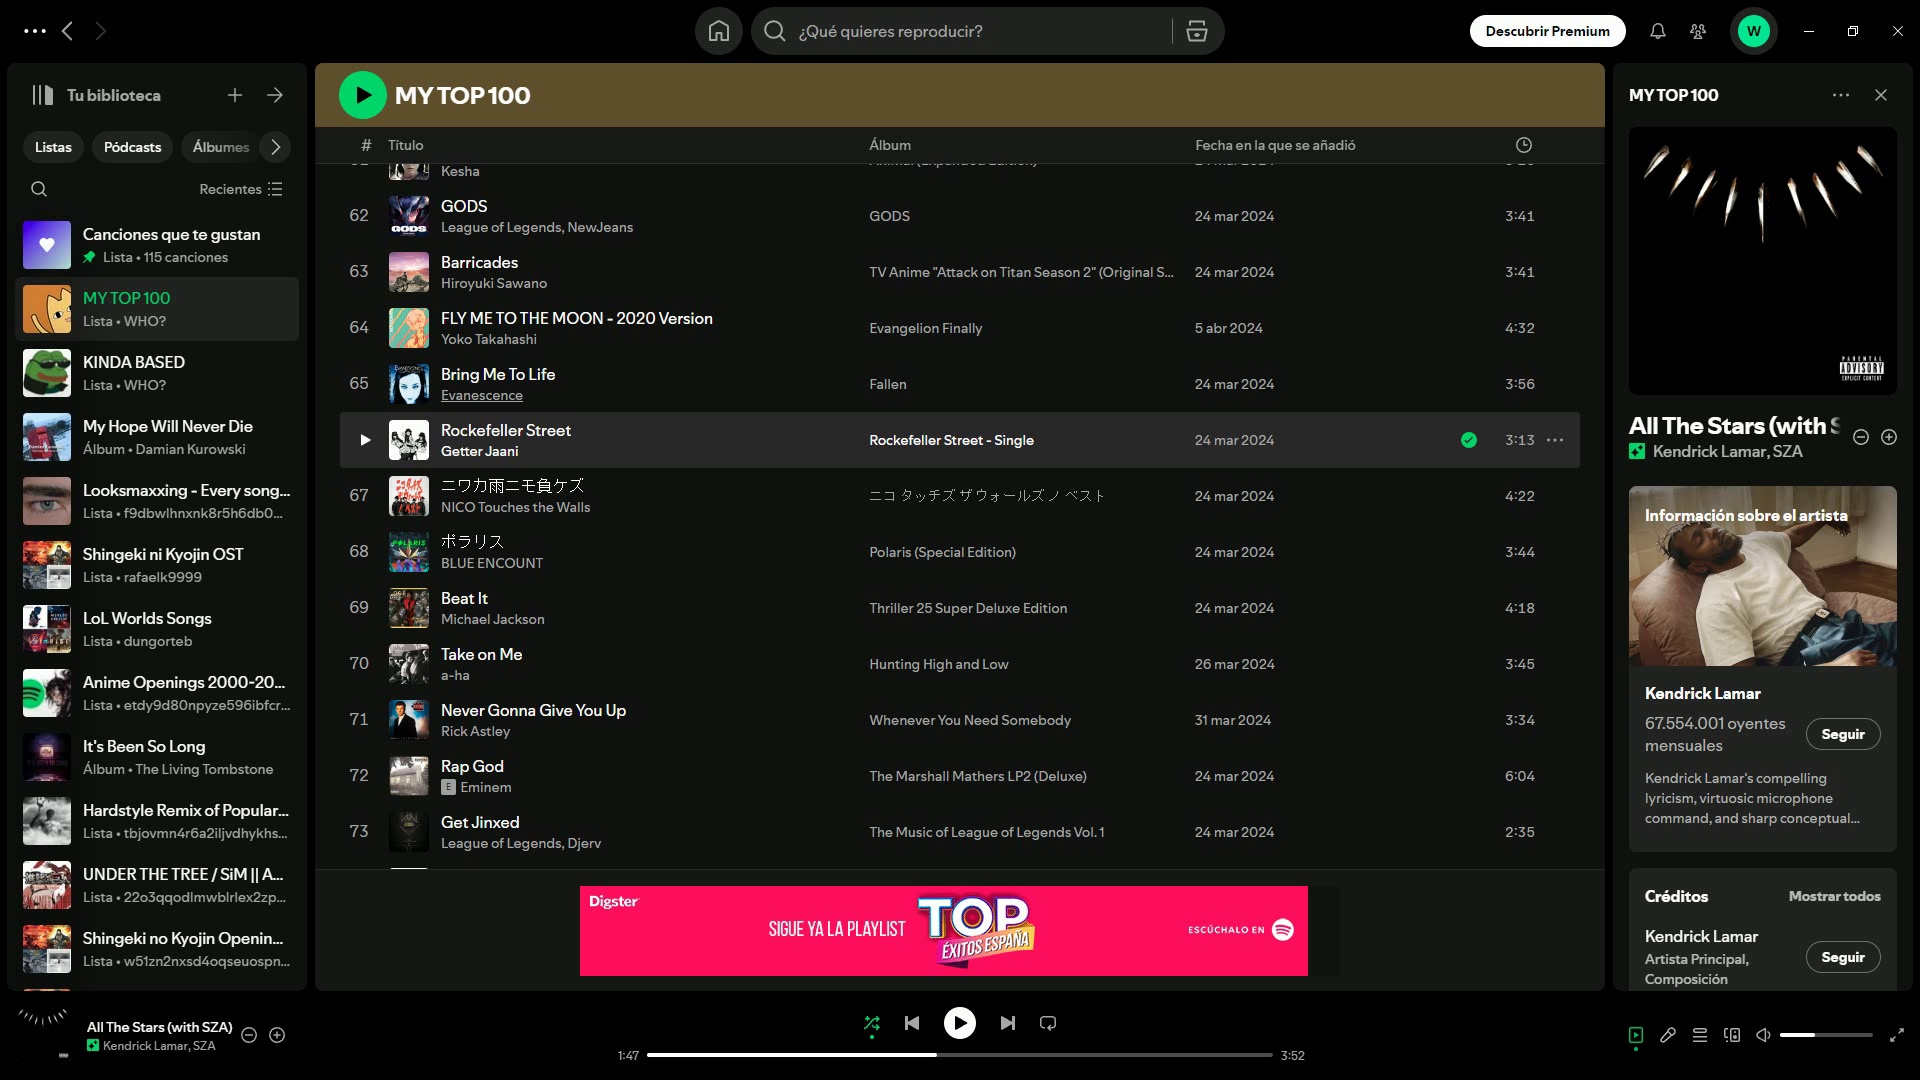 ¿Qué quieres reproducir?
Descubrir Premium
W
Tu biblioteca
Listas
Pódcasts
Álbumes
Recientes
Canciones que te gustan
Lista • 115 canciones
MY TOP 100
Lista • WHO?
KINDA BASED
Lista • WHO?
My Hope Will Never Die
Álbum • Damian Kurowski
Looksmaxxing - Every song...
Lista • f9dbwlhnxnk8r5h6db0...
Shingeki ni Kyojin OST
Lista • rafaelk9999
LoL Worlds Songs
Lista • dungorteb
Anime Openings 2000-20...
Lista • etdy9d80npyze596ibfcr...
It's Been So Long
Álbum • The Living Tombstone
Hardstyle Remix of Popular...
Lista • tbjovmn4r6a2iljvdhykhs...
UNDER THE TREE / SiM || A...
Lista • 22o3qqodlmwblrlex2zp...
Shingeki no Kyojin Openin...
Lista • w51zn2nxsd4oqseuospn...
MY TOP 100
# Título Álbum Fecha en la que se añadió
Kesha
62 GODS GODS 24 mar 2024 3:41
League of Legends, NewJeans
63 Barricades TV Anime "Attack on Titan Season 2" (Original S... 24 mar 2024 3:41
Hiroyuki Sawano
64 FLY ME TO THE MOON - 2020 Version Evangelion Finally 5 abr 2024 4:32
Yoko Takahashi
65 Bring Me To Life Fallen 24 mar 2024 3:56
Evanescence
Rockefeller Street Rockefeller Street - Single 24 mar 2024 3:13
Getter Jaani
67 ニワカ雨ニモ負ケズ ニコ タッチズ ザ ウォールズ ノ ベスト 24 mar 2024 4:22
NICO Touches the Walls
68 ポラリス Polaris (Special Edition) 24 mar 2024 3:44
BLUE ENCOUNT
69 Beat It Thriller 25 Super Deluxe Edition 24 mar 2024 4:18
Michael Jackson
70 Take on Me Hunting High and Low 26 mar 2024 3:45
a-ha
71 Never Gonna Give You Up Whenever You Need Somebody 31 mar 2024 3:34
Rick Astley
72 Rap God The Marshall Mathers LP2 (Deluxe) 24 mar 2024 6:04
E Eminem
73 Get Jinxed The Music of League of Legends Vol. 1 24 mar 2024 2:35
League of Legends, Djerv
Digster
SIGUE YA LA PLAYLIST
TOP
ÉXITOS ESPAÑA
ESCÚCHALO EN
MY TOP 100
PARENTAL
ADVISORY
EXPLICIT CONTENT
All The Stars (with S
Kendrick Lamar, SZA
Información sobre el artista
Kendrick Lamar
67.554.001 oyentes
mensuales
Seguir
Kendrick Lamar's compelling
lyricism, virtuosic microphone
command, and sharp conceptual...
Créditos
Mostrar todos
Kendrick Lamar
Artista Principal,
Composición
Seguir
All The Stars (with SZA)
Kendrick Lamar, SZA
1:47
3:52